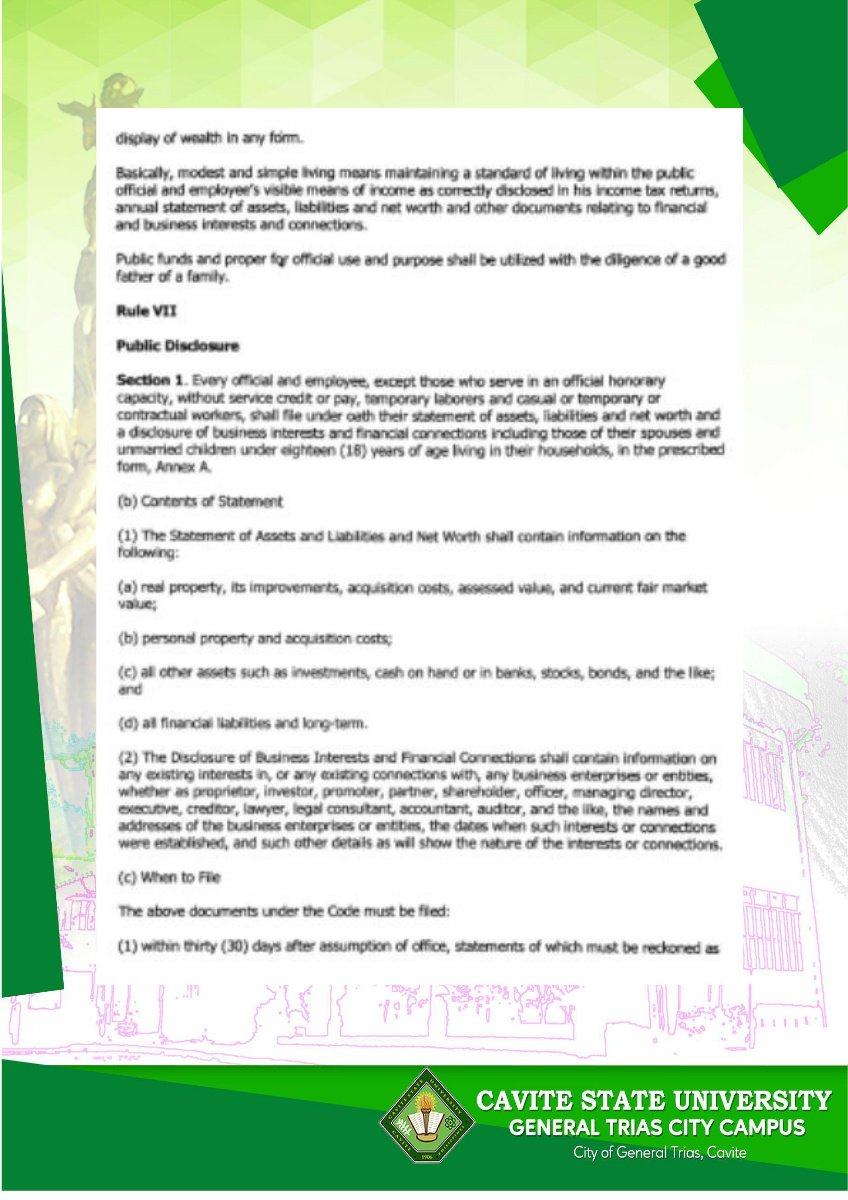 display of wealth in any form.
Basically, modest and simple living means maintaining a standard of living within the public
official and employee's visible means of income as correctly disclosed in his income tax returns,
annual statement of assets, liabilities and net worth and other documents relating to financial
and business interests and connections.
Public funds and proper for official use and purpose shall be utilized with the diligence of a good
father of a family.
Rule VII
Public Disclosure
Section 1. Every official and employee, except those who serve in an official honorary
capacity, without service credit or pay, temporary laborers and casual or temporary or
contractual workers, shall file under oath their statement of assets, liabilities and net worth and
a disclosure of business interests and financial connections including those of their spouses and
unmarried children under eighteen (18) years of age living in their households, in the prescribed
form, Annex A.
(b) Contents of Statement
(1) The Statement of Assets and Liabilities and Net Worth shall contain information on the
following:
(a) real property, its improvements, acquisition costs, assessed value, and current fair market
value;
(b) personal property and acquisition costs;
(c) all other assets such as investments, cash on hand or in banks, stocks, bonds, and the like;
and
(d) all financial liabilities and long-term.
(2) The Disclosure of Business Interests and Financial Connections shall contain information on
any existing interests in, or any existing connections with, any business enterprises or entities,
whether as proprietor, investor, promoter, partner, shareholder, officer, managing director,
executive, creditor, lawyer, legal consultant, accountant, auditor, and the like, the names and
addresses of the business enterprises or entities, the dates when such interests or connections
were established, and such other details as will show the nature of the interests or connections.
(c) When to File
The above documents under the Code must be filed:
(1) within thirty (30) days after assumption of office, statements of which must be reckoned as
CAVITE STATE UNIVERSITY
GENERAL TRIAS CITY CAMPUS
City of General Trias, Cavite
1906